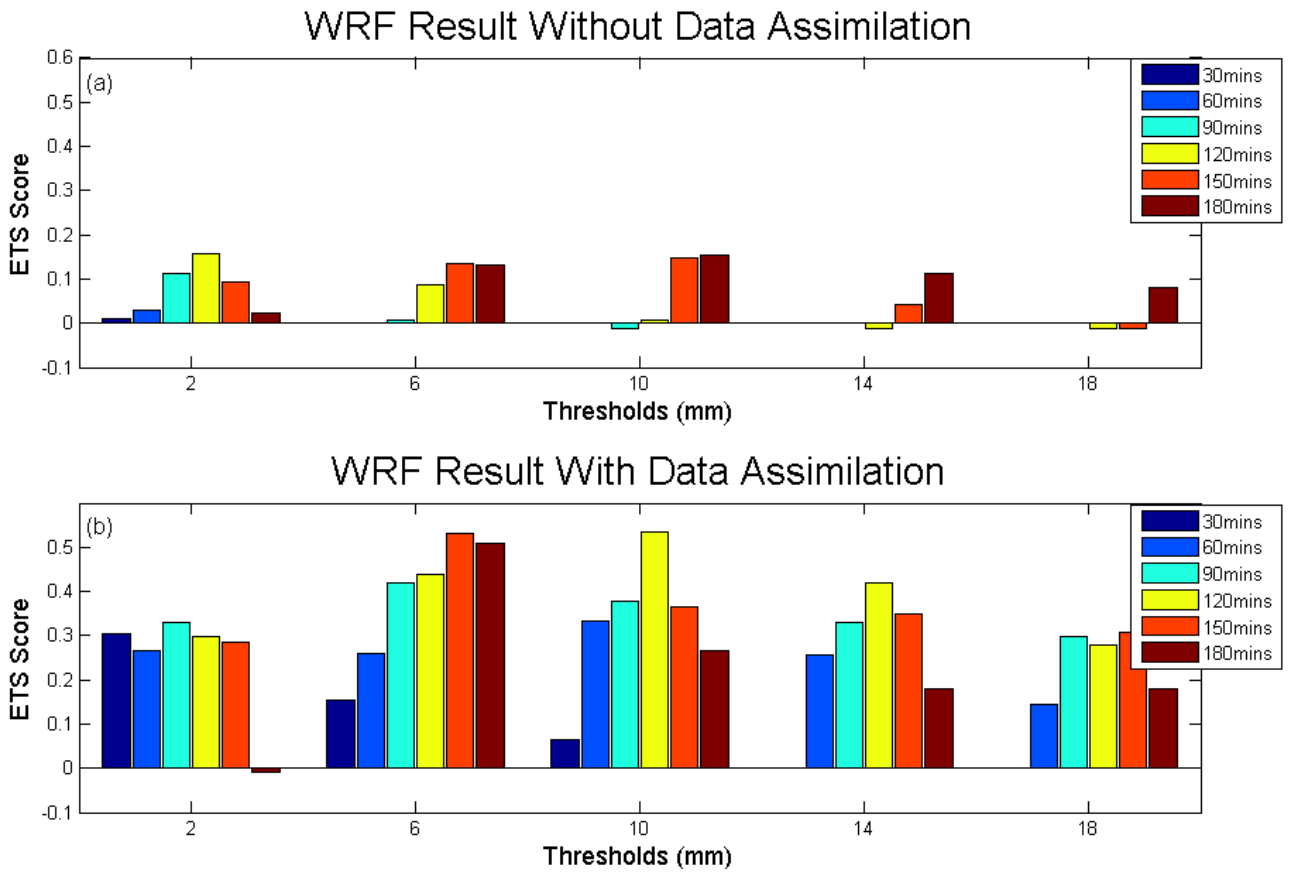 WRF Result Without Data Assimilation
(a)
ETS Score
0.6
0.5
0.4
0.3
0.2
0.1
0
-0.1
2
6
10
14
18
Thresholds (mm)
30mins
60mins
90mins
120mins
150mins
180mins
WRF Result With Data Assimilation
(b)
ETS Score
0.5
0.4
0.3
0.2
0.1
0
-0.1
2
6
10
14
18
Thresholds (mm)
30mins
60mins
90mins
120mins
150mins
180mins